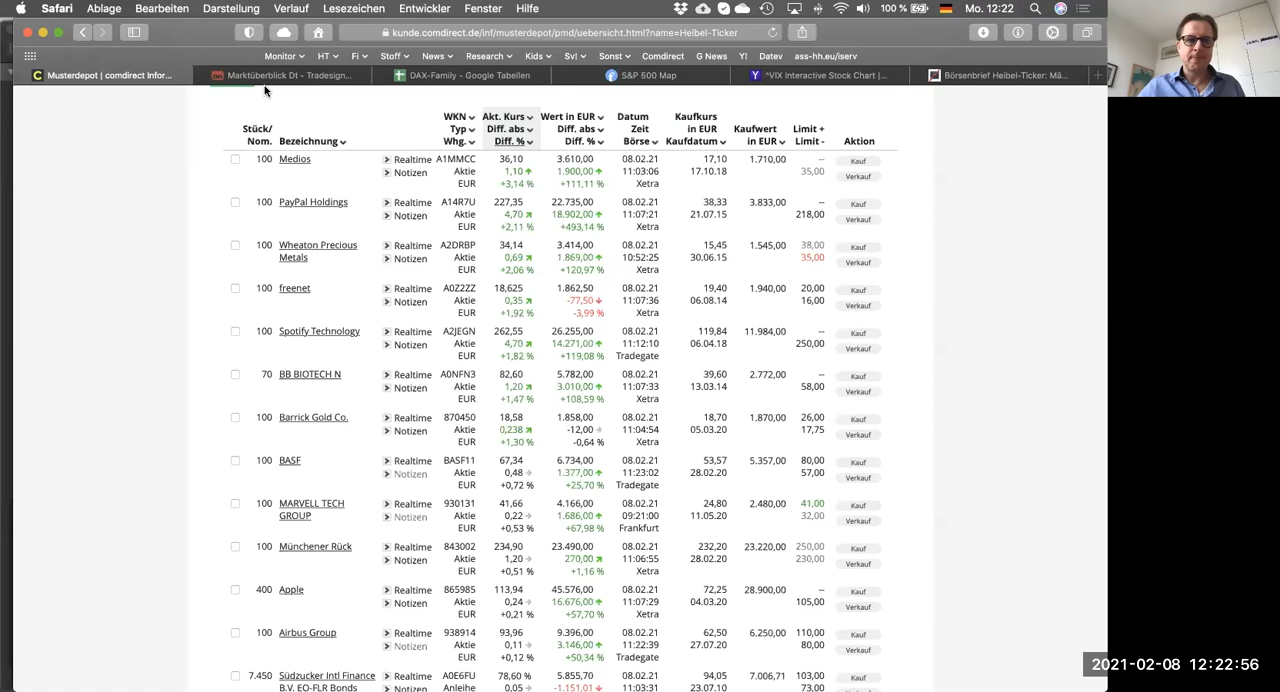 Safari Ablage Bearbeiten Darstellung Verlauf Lesezeichen Entwickler Fenster Hilfe 100 % Mo. 12:22
kunde.comdirect.de/inf/musterdepot/pmd/uebersicht.html?name=Heibel-Ticker
Monitor HT Fi Stoff News Research Kids Sv! Sonst Comdirect G News Y! Datev ass-hh.eu/iserv
Musterdepot | comdirect Infor... Marktüberblick Dt - Tradesign... DAX-Family - Google Tabellen S&P 500 Map ^VIX Interactive Stock Chart |... Börsenbrief Heibel-Ticker: Mä...
WKN Akt. Kurs Wert in EUR Datum Kaufkurs
Stück/ Typ Diff. abs Diff. abs Zeit in EUR Kaufwert Limit +
Nom. Bezeichnung Whg. Diff. % Diff. % Börse Kaufdatum in EUR Limit - Aktion
100 Medios Realtime A1MMCC 36,10 3.610,00 08.02.21 17,10 1.710,00 -- Kauf
Notizen Aktie 1,10 1.900,00 11:03:06 17.10.18 35,00 Verkauf
EUR +3,14 % +111,11 % Xetra
100 PayPal Holdings Realtime A14R7U 227,35 22.735,00 08.02.21 38,33 3.833,00 -- Kauf
Notizen Aktie 4,70 18.902,00 11:07:21 21.07.15 218,00 Verkauf
EUR +2,11 % +493,14 % Xetra
100 Wheaton Precious Realtime A2DRBP 34,14 3.414,00 08.02.21 15,45 1.545,00 38,00 Kauf
Metals Notizen Aktie 0,69 1.869,00 10:52:25 30.06.15 35,00 Verkauf
EUR +2,06 % +120,97 % Xetra
100 freenet Realtime A0Z2ZZ 18,625 1.862,50 08.02.21 19,40 1.940,00 20,00 Kauf
Notizen Aktie 0,35 -77,50 11:07:36 06.08.14 16,00 Verkauf
EUR +1,92 % -3,99 % Xetra
100 Spotify Technology Realtime A2JEGN 262,55 26.255,00 08.02.21 119,84 11.984,00 -- Kauf
Notizen Aktie 4,70 14.271,00 11:12:10 06.04.18 250,00 Verkauf
EUR +1,82 % +119,08 % Tradegate
70 BB BIOTECH N Realtime A0NFN3 82,60 5.782,00 08.02.21 39,60 2.772,00 -- Kauf
Notizen Aktie 1,20 3.010,00 11:07:33 13.03.14 58,00 Verkauf
EUR +1,47 % +108,59 % Xetra
100 Barrick Gold Co. Realtime 870450 18,58 1.858,00 08.02.21 18,70 1.870,00 26,00 Kauf
Notizen Aktie 0,238 -12,00 11:04:54 05.03.20 17,75 Verkauf
EUR +1,30 % -0,64 % Xetra
100 BASF Realtime BASF11 67,34 6.734,00 08.02.21 53,57 5.357,00 80,00 Kauf
Notizen Aktie 0,48 1.377,00 11:23:02 28.02.20 57,00 Verkauf
EUR +0,72 % +25,70 % Tradegate
100 MARVELL TECH Realtime 930131 41,66 4.166,00 08.02.21 24,80 2.480,00 41,00 Kauf
GROUP Notizen Aktie 0,22 1.686,00 09:21:00 11.05.20 32,00 Verkauf
EUR +0,53 % +67,98 % Frankfurt
100 Münchener Rück Realtime 843002 234,90 23.490,00 08.02.21 232,20 23.220,00 250,00 Kauf
Notizen Aktie 1,20 270,00 11:06:55 28.02.20 230,00 Verkauf
EUR +0,51 % +1,16 % Xetra
400 Apple Realtime 865985 113,94 45.576,00 08.02.21 72,25 28.900,00 -- Kauf
Notizen Aktie 0,24 16.676,00 11:07:29 04.03.20 105,00 Verkauf
EUR +0,21 % +57,70 % Xetra
100 Airbus Group Realtime 938914 93,96 9.396,00 08.02.21 62,50 6.250,00 110,00 Kauf
Notizen Aktie 0,11 3.146,00 11:22:39 27.07.20 80,00 Verkauf
EUR +0,12 % +50,34 % Tradegate
7.450 Südzucker Intl Finance Realtime A0E6FU 78,60 % 5.855,70 08.02.21 94,05 7.006,71 103,00 Kauf
B.V. EO-FLR Bonds Notizen Anleihe 0,05 -1.151,01 11:03:31 23.07.10 73,00 Verkauf
2021-02-08 12:22:56